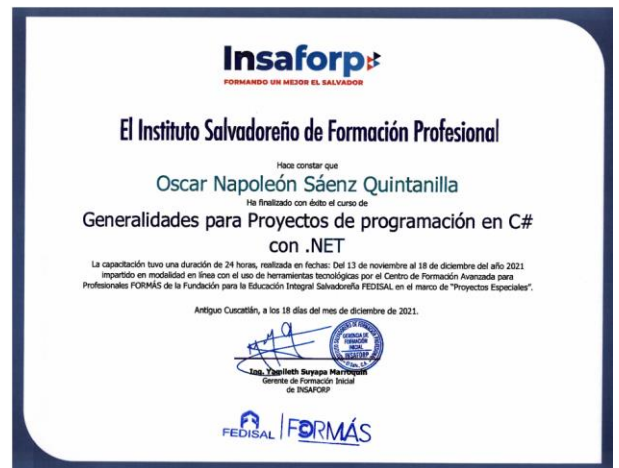 Insaforp
FORMANDO UN MEJOR EL SALVADOR
El Instituto Salvadoreño de Formación Profesional
Hace constar que
Oscar Napoleón Sáenz Quintanilla
Ha finalizado con éxito el curso de
Generalidades para Proyectos de programación en C#
con .NET
La capacitación tuvo una duración de 24 horas, realizada en fechas: Del 13 de noviembre al 18 de diciembre del año 2021
impartido en modalidad en línea con el uso de herramientas tecnológicas por el Centro de Formación Avanzada para
Profesionales FORMÁS de la Fundación para la Educación Integral Salvadoreña FEDISAL en el marco de "Proyectos Especiales".
Antiguo Cuscatlán, a los 18 días del mes de diciembre de 2021.
GERENCIA DE
FORMACIÓN
INICIAL
INSAFORP
Ing. Yamileth Suyapa Marroquín
Gerente de Formación Inicial
de INSAFORP
FEDISAL FORMÁS